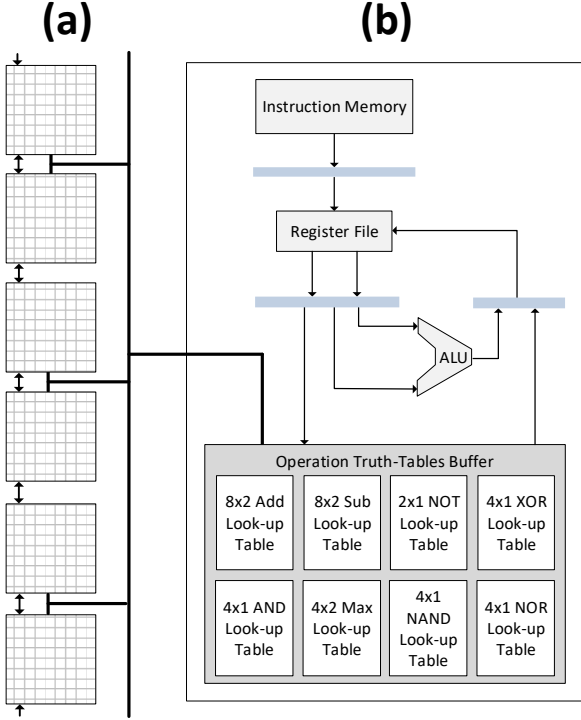 (a)
(b)
Instruction Memory
Register File
ALU
Operation Truth-Tables Buffer
8x2 Add
Look-up
Table
8x2 Sub
Look-up
Table
2x1 NOT
Look-up
Table
4x1 XOR
Look-up
Table
4x1 AND
Look-up
Table
4x2 Max
Look-up
Table
4x1
NAND
Look-up
Table
4x1 NOR
Look-up
Table